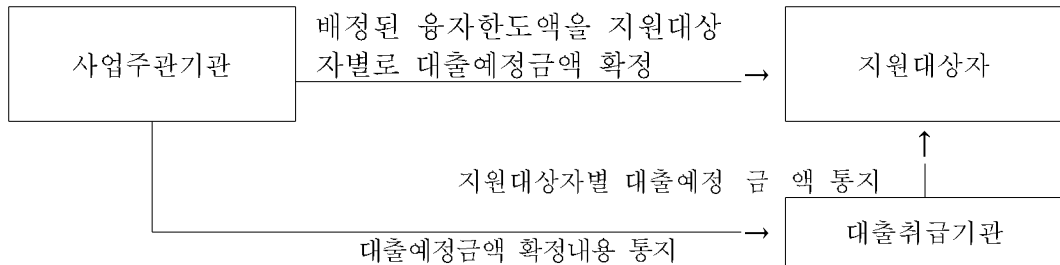 사업주관기관
배정된 융자한도액을 지원대상
자별로 대출예정금액 확정
→
지원대상자
↑
지원대상자별 대출예정 금 액 통지
→
대출취급기관
대출예정금액 확정내용 통지